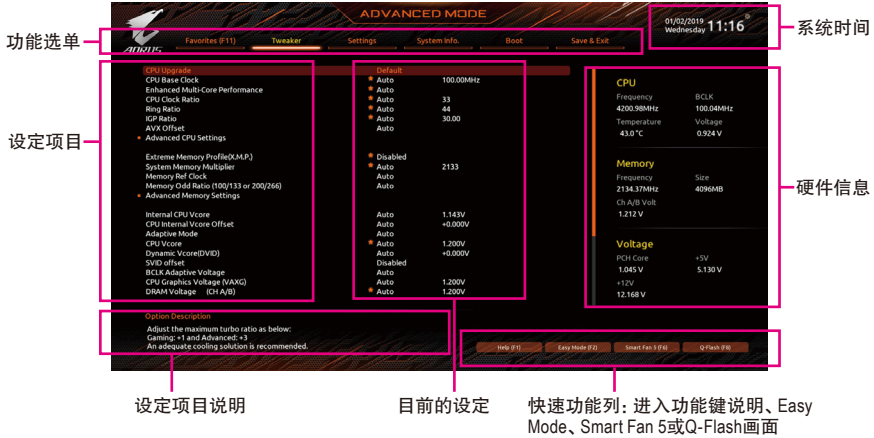 ADVANCED MODE
01/02/2019 Wednesday 11:16
系统时间
功能选单
AORUS
Favorites (F11) Tweaker Settings System Info. Boot Save & Exit
设定项目
CPU Upgrade Default
CPU Base Clock Auto 100.00MHz
Enhanced Multi-Core Performance Auto
CPU Clock Ratio Auto 33
Ring Ratio Auto 44
IGP Ratio Auto 30.00
AVX Offset Auto
Advanced CPU Settings
Extreme Memory Profile(X.M.P.) Disabled
System Memory Multiplier Auto 2133
Memory Ref Clock Auto
Memory Odd Ratio (100/133 or 200/266) Auto
Advanced Memory Settings
Internal CPU Vcore Auto 1.143V
CPU Internal Vcore Offset Auto +0.000V
Adaptive Mode Auto
CPU Vcore Auto 1.200V
Dynamic Vcore(DVID) Auto +0.000V
SVID offset Disabled
BCLK Adaptive Voltage Auto
CPU Graphics Voltage (VAXG) Auto 1.200V
DRAM Voltage (CH A/B) Auto 1.200V
CPU
Frequency BCLK
4200.98MHz 100.04MHz
Temperature Voltage
43.0 °C 0.924 V
Memory
Frequency Size
2134.37MHz 4096MB
Ch A/B Volt
1.212 V
Voltage
PCH Core +5V
1.045 V 5.130 V
+12V
12.168 V
硬件信息
Option Description
Adjust the maximum turbo ratio as below:
Gaming: +1 and Advanced: +3
An adequate cooling solution is recommended.
Help (F1) Easy Mode (F2) Smart Fan 5 (F6) Q-Flash (F8)
设定项目说明
目前的设定
快速功能列: 进入功能键说明、Easy
Mode、Smart Fan 5或Q-Flash画面